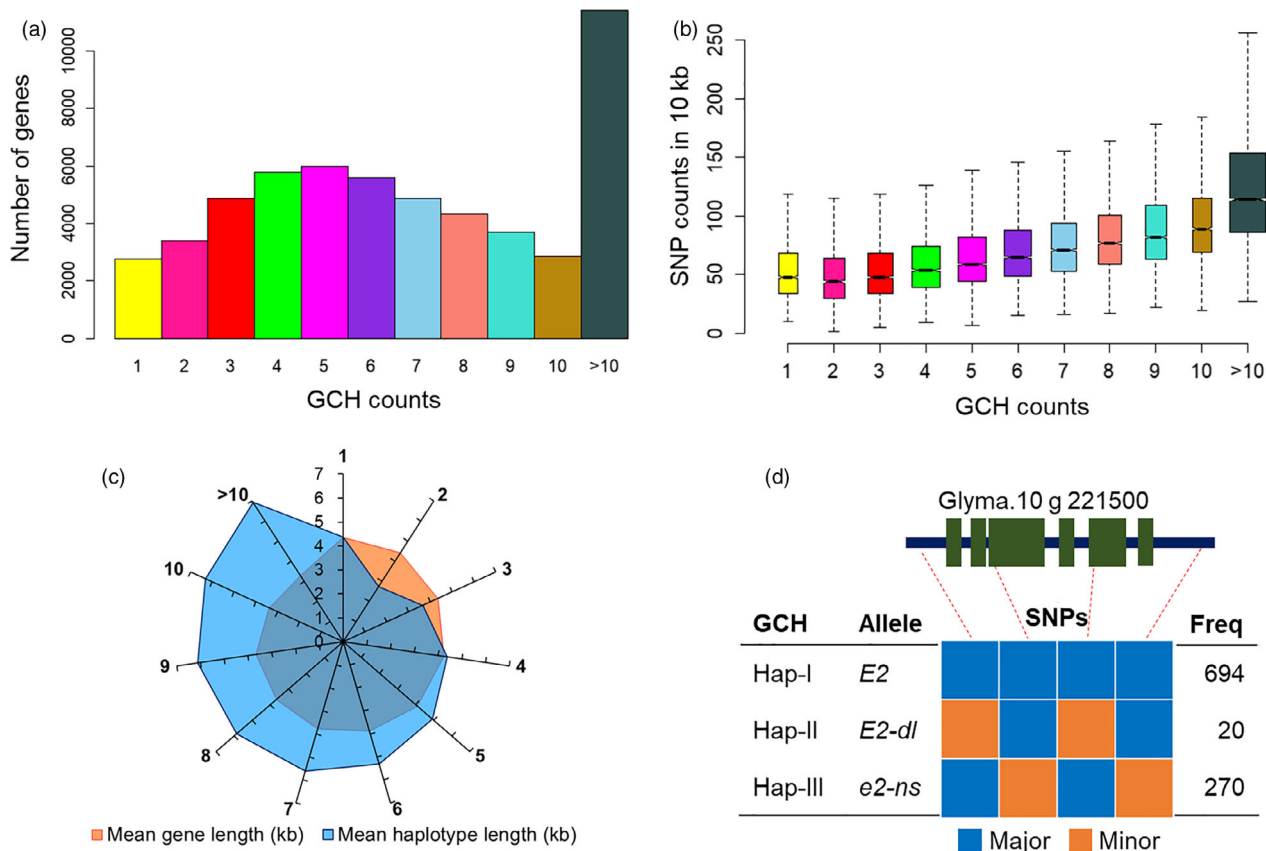 (a)
Number of genes
0
2000
4000
6000
8000
10000
1 2 3 4 5 6 7 8 9 10 >10
GCH counts
(b)
SNP counts in 10 kb
0
50
100
150
200
250
1 2 3 4 5 6 7 8 9 10 >10
GCH counts
(c)
1
2
3
4
5
6
7
8
9
10
>10
7
6
5
4
3
2
1
0
Mean gene length (kb) Mean haplotype length (kb)
(d)
Glyma.10 g 221500
GCH Allele SNPs Freq
Hap-I E2 694
Hap-II E2-dl 20
Hap-III e2-ns 270
Major Minor